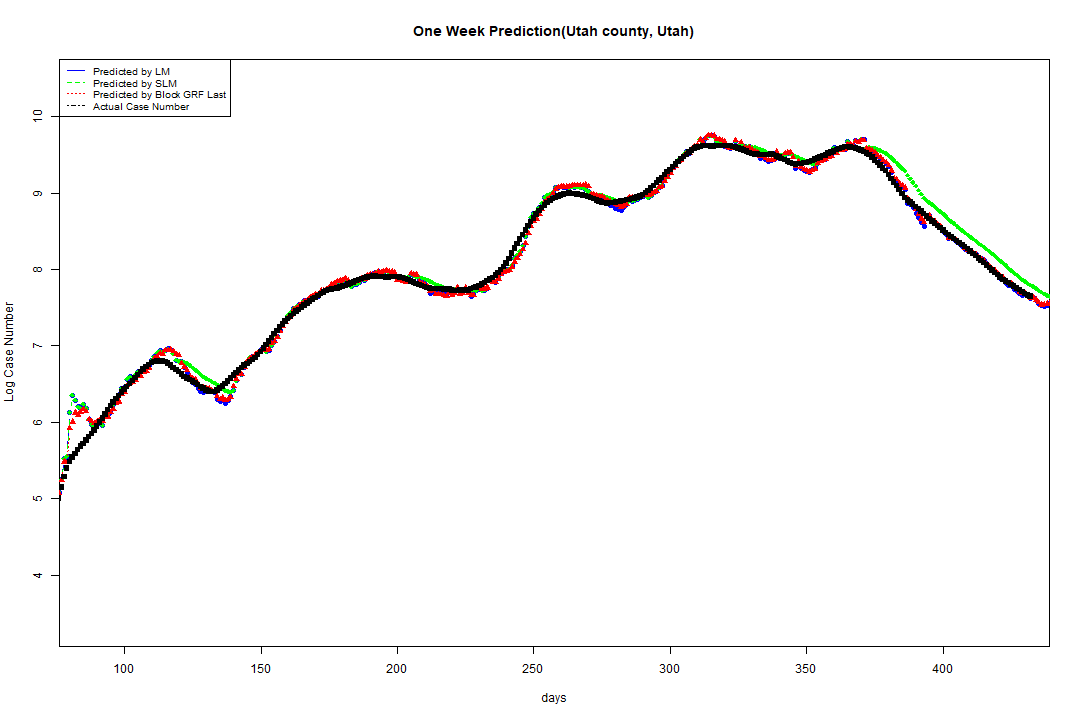 One Week Prediction(Utah county, Utah)
Predicted by LM
Predicted by SLM
Predicted by Block GRF Last
Actual Case Number
10
9
8
7
6
5
4
Log Case Number
100 150 200 250 300 350 400
days